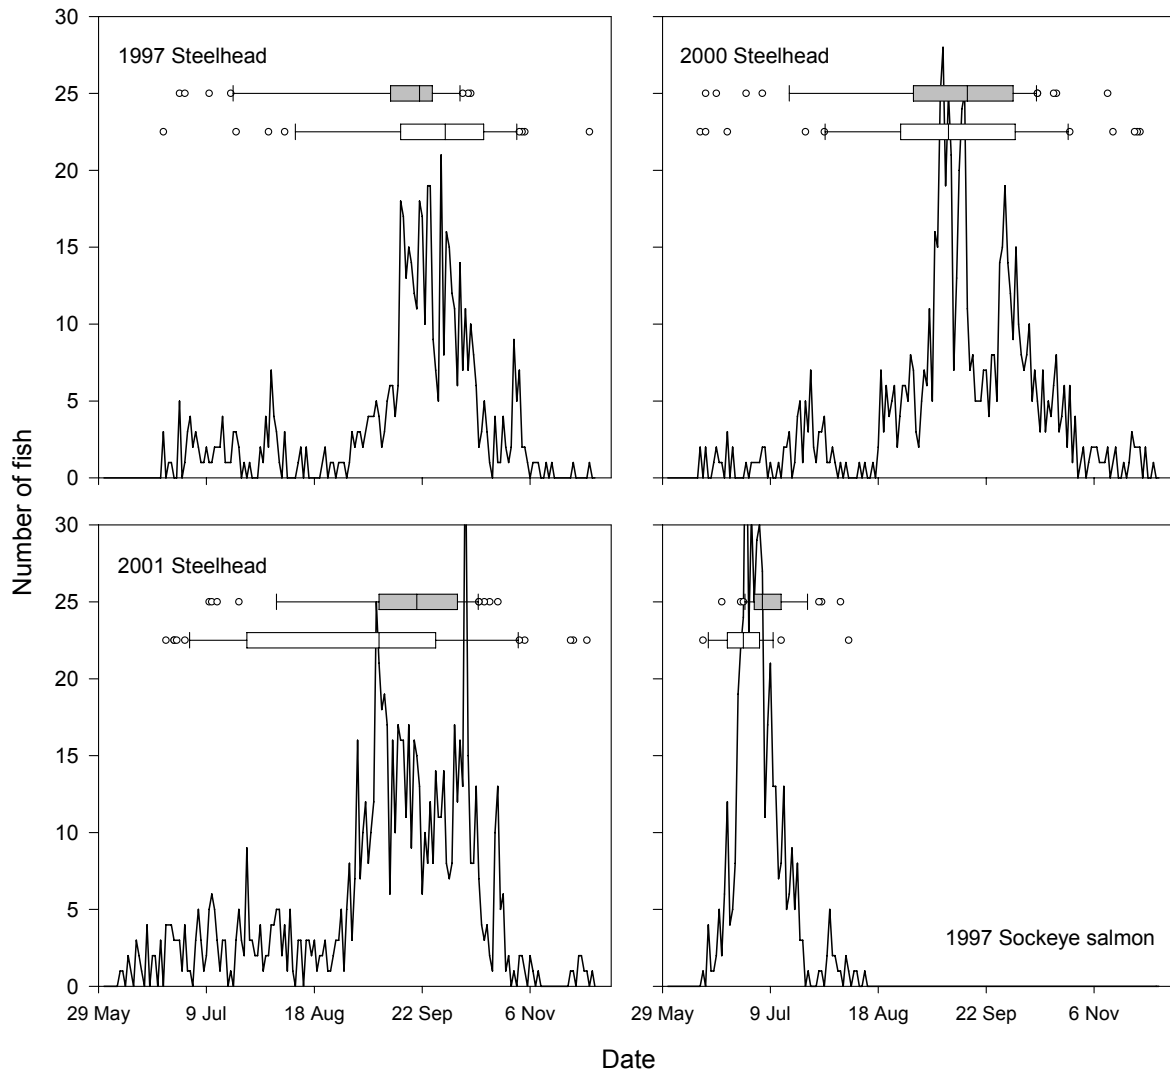 30
25
20
15
10
5
0
1997 Steelhead
2000 Steelhead
Number of fish
30
25
20
15
10
5
0
2001 Steelhead
1997 Sockeye salmon
29 May 9 Jul 18 Aug 22 Sep 6 Nov
29 May 9 Jul 18 Aug 22 Sep 6 Nov
Date